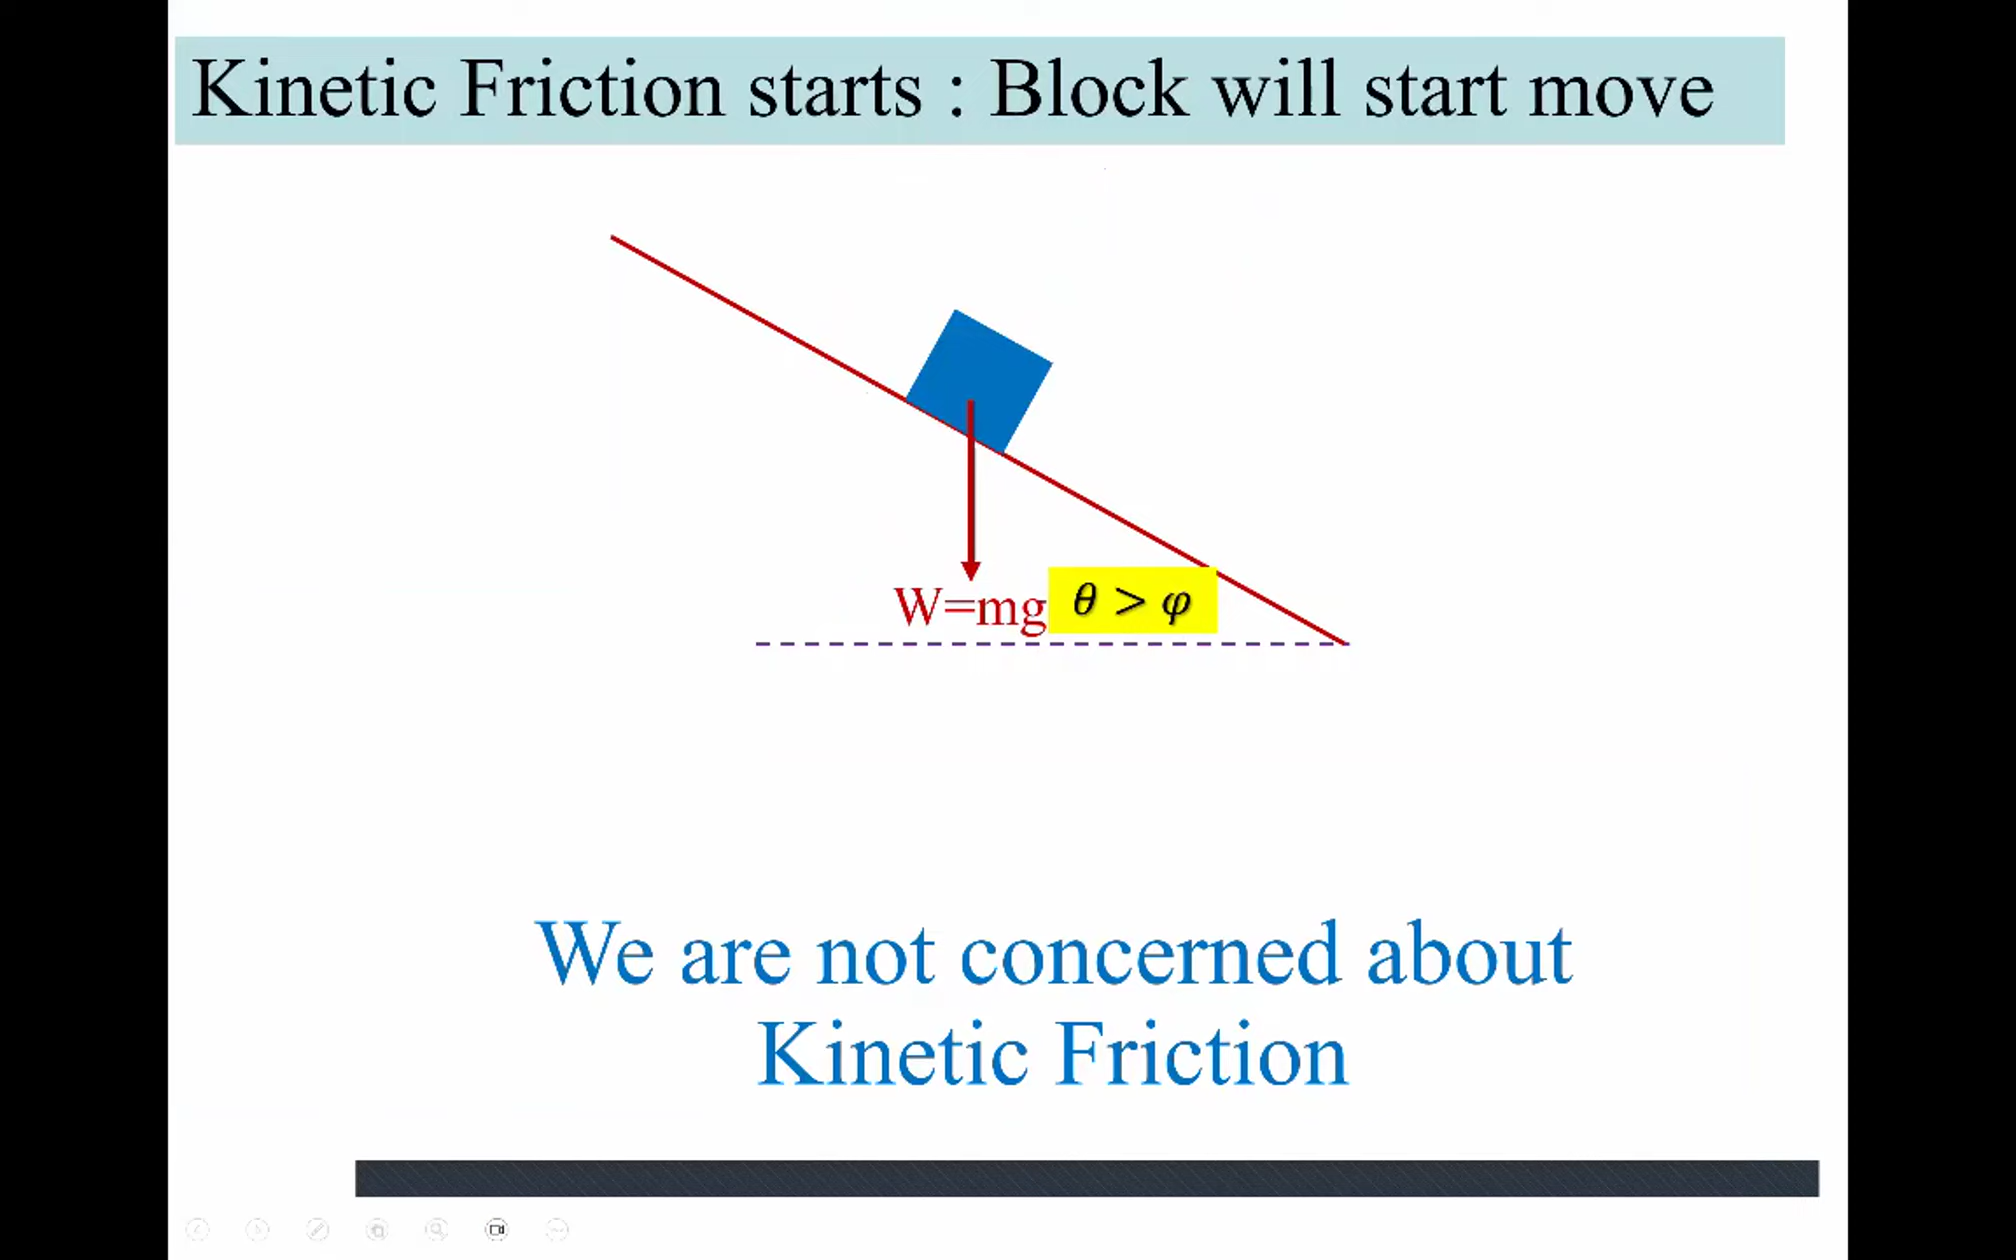 Kinetic Friction starts : Block will start move
W=mg
θ > φ
We are not concerned about
Kinetic Friction